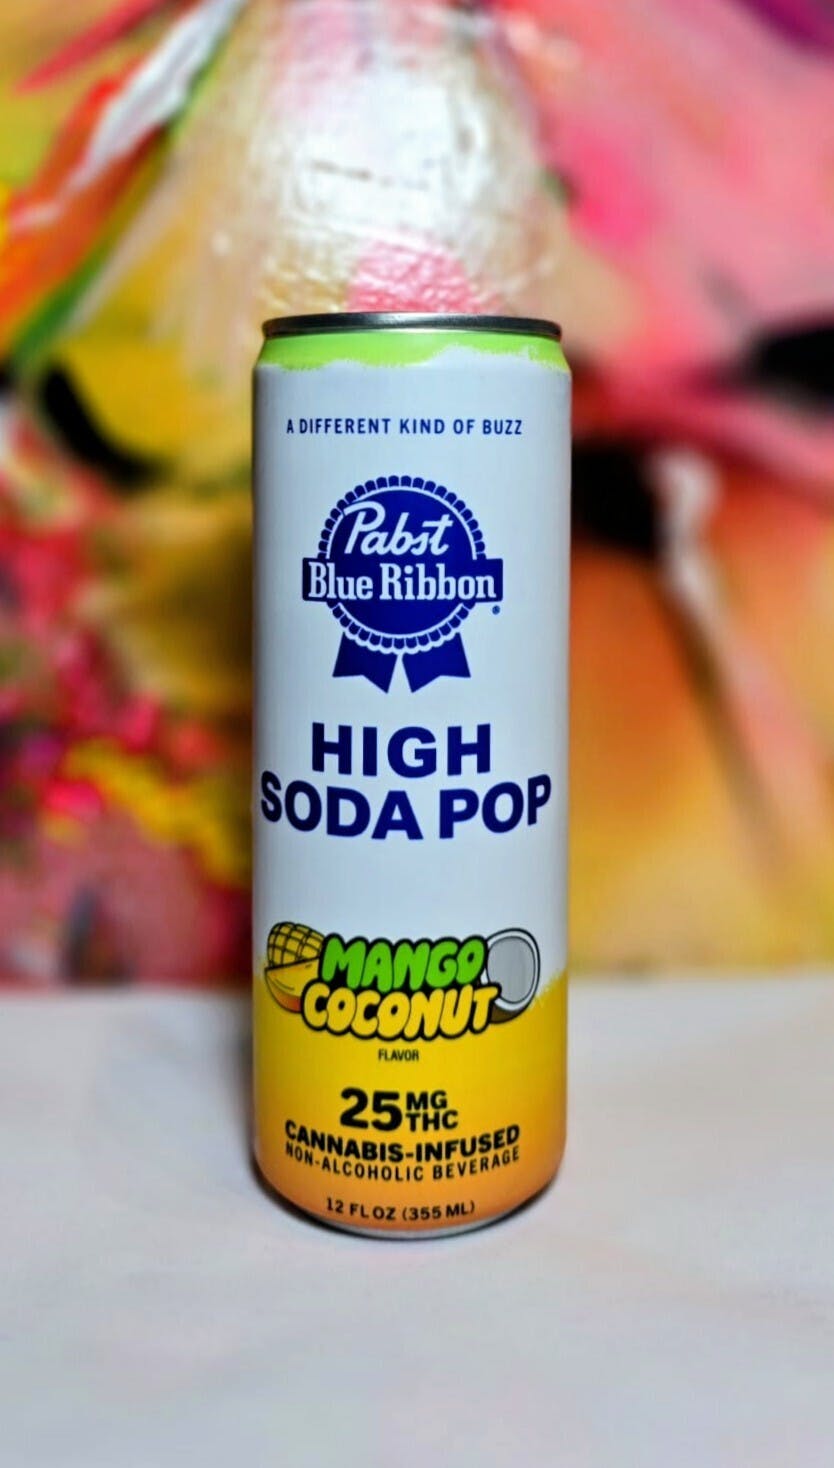 A DIFFERENT KIND OF BUZZ
Pabst
Blue Ribbon®
HIGH
SODA POP
MANGO
COCONUT
FLAVOR
25 MG THC
CANNABIS-INFUSED
NON-ALCOHOLIC BEVERAGE
12 FL OZ (355 ML)